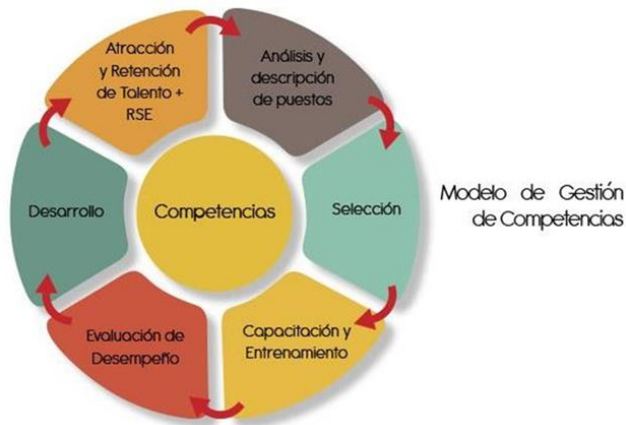 Atracción
y Retención
de Talento +
RSE
Análisis y
descripción
de puestos
Selección
Capacitación y
Entrenamiento
Evaluación de
Desempeño
Desarrollo
Competencias
Modelo de Gestión
de Competencias